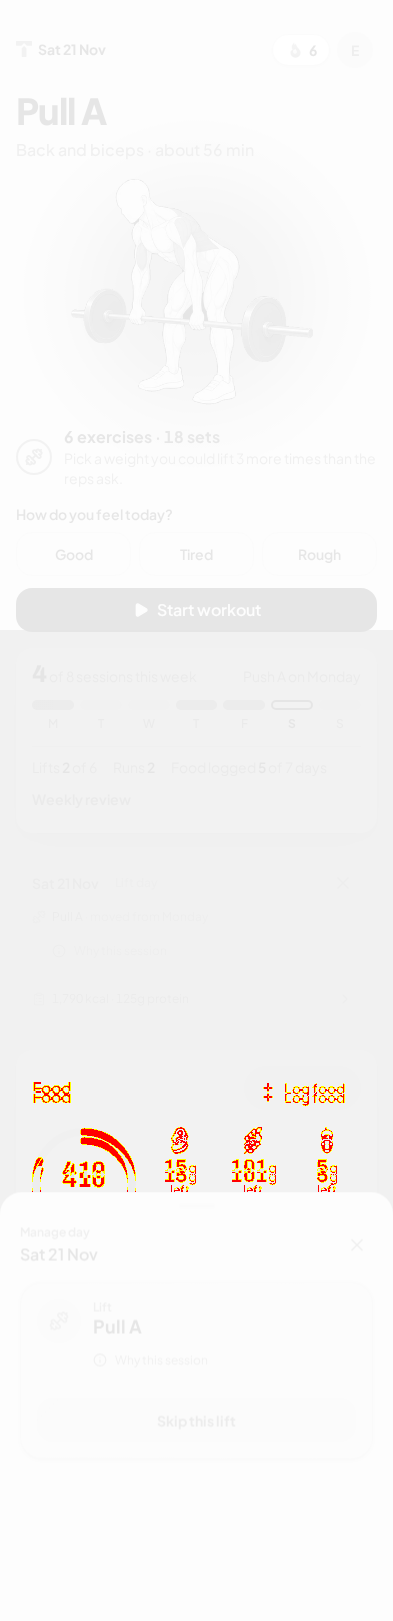 Sat 21 Nov
6
E
Pull A
Back and biceps · about 56 min
6 exercises · 18 sets
Pick a weight you could lift 3 more times than the
reps ask.
How do you feel today?
Good
Tired
Rough
Start workout
4 of 8 sessions this week
Push A on Monday
M
T
W
T
F
S
S
Lifts 2 of 6
Runs 2
Food logged 5 of 7 days
Weekly review
Sat 21 Nov
Pull A
Food
Log food
410
15g
101g
5g
left
left
left
Manage day
Sat 21 Nov
Lift
Pull A
Why this session
Skip this lift